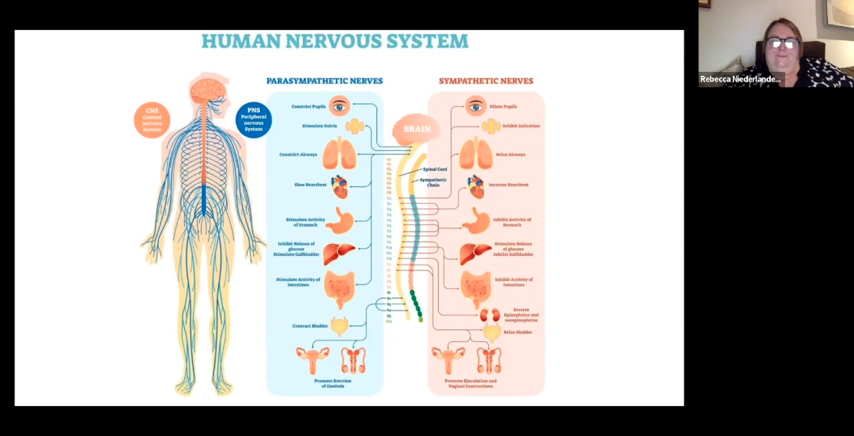 HUMAN NERVOUS SYSTEM
Rebecca Niederlande...
PARASYMPATHETIC NERVES
SYMPATHETIC NERVES
CNS
Central
nervous
System
PNS
Peripheral
nervous
System
Constrict Pupils
Stimulate Saliva
Constrict Airways
Slow Heartbeat
Stimulate Activity
of Stomach
Inhibit Release of
glucose
Stimulate Gallbladder
Stimulate Activity of
Intestines
Contract Bladder
Promote Erection
of Genitals
BRAIN
Spinal Cord
Sympathetic
Chain
Dilate Pupils
Inhibit Salivation
Relax Airways
Increase Heartbeat
Inhibit Activity of
Stomach
Stimulate Release
of glucose
Inhibit Gallbladder
Inhibit Activity of
Intestines
Secrete
Epinephrine and
norepinephrine
Relax Bladder
Promote Ejaculation and
Vaginal Contractions